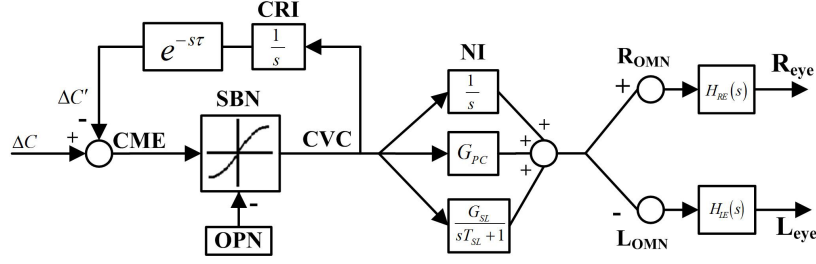 CRI
e^{-sτ}
1/s
NI
1/s
R_OMN
+
H_RE(s)
R_eye
ΔC′
-
SBN
ΔC
+
CME
CVC
G_PC
+
+
+
G_SL/(sT_SL+1)
-
OPN
-
L_OMN
H_LE(s)
L_eye